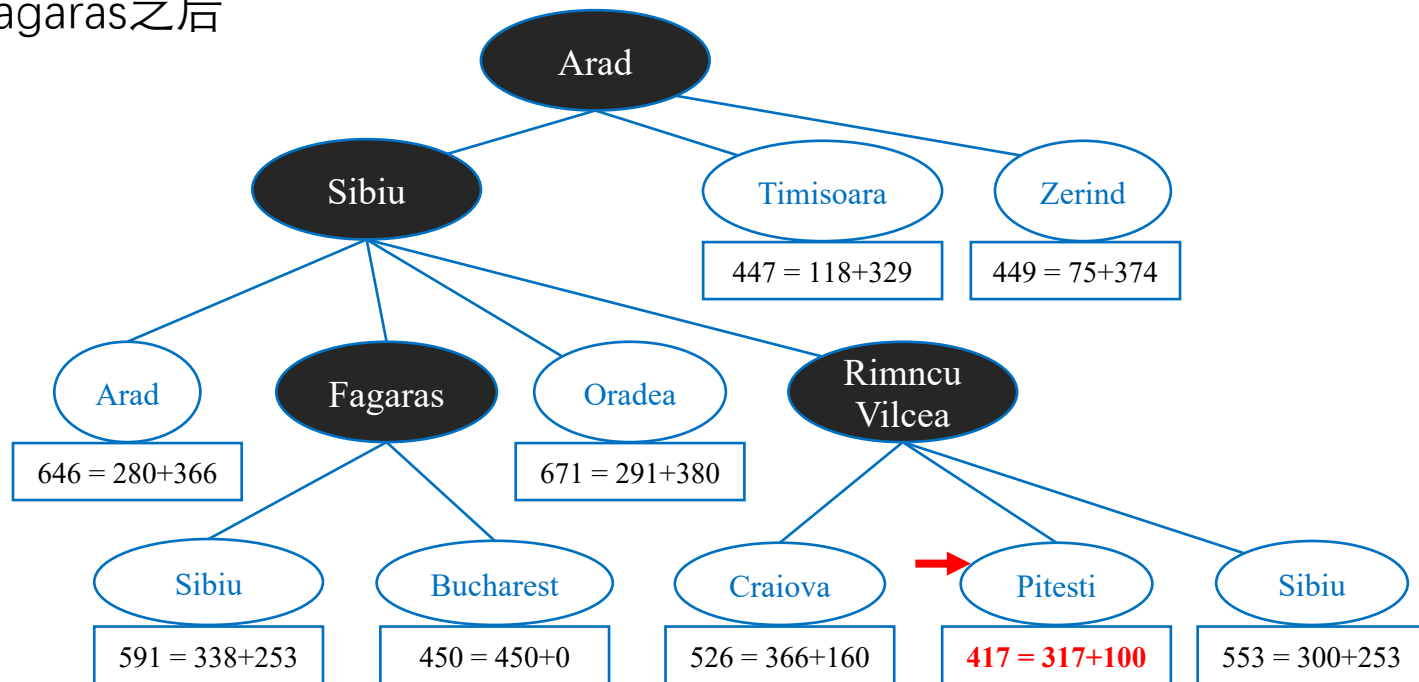 agaras之后
Arad
Sibiu
Timisoara
Zerind
447 = 118+329
449 = 75+374
Arad
Fagaras
Oradea
Rimncu
Vilcea
646 = 280+366
671 = 291+380
Sibiu
Bucharest
Craiova
Pitesti
Sibiu
591 = 338+253
450 = 450+0
526 = 366+160
417 = 317+100
553 = 300+253